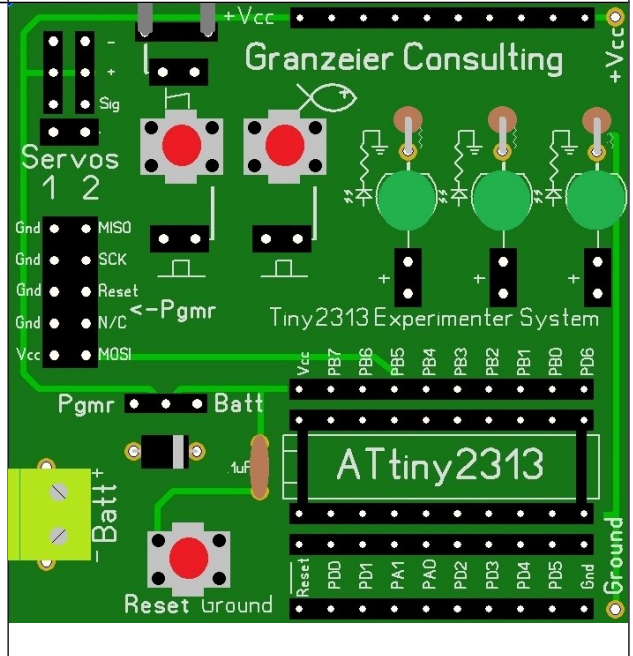 +Vcc
Granzeier Consulting
+Vcc
-
+
Sig
Servos
1 2
Gnd MISO
Gnd SCK
Gnd Reset
Gnd N/C
Vcc MOSI
<-Pgmr
+ + +
Tiny2313 Experimenter System
Vcc PB7 PB6 PB5 PB4 PB3 PB2 PB1 PB0 PD6
Pgmr Batt
.1uF
ATtiny2313
+
-Batt
Reset PD0 PD1 PA1 PA0 PD2 PD3 PD4 PD5 Gnd
Ground
Reset Ground